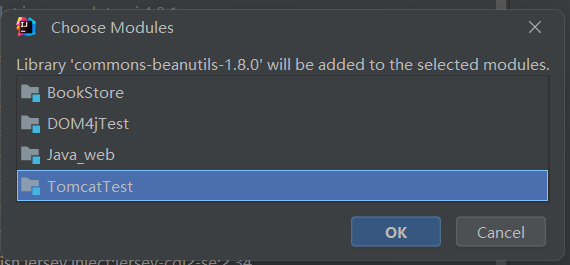 Choose Modules
Library 'commons-beanutils-1.8.0' will be added to the selected modules.
BookStore
DOM4jTest
Java_web
TomcatTest
OK
Cancel